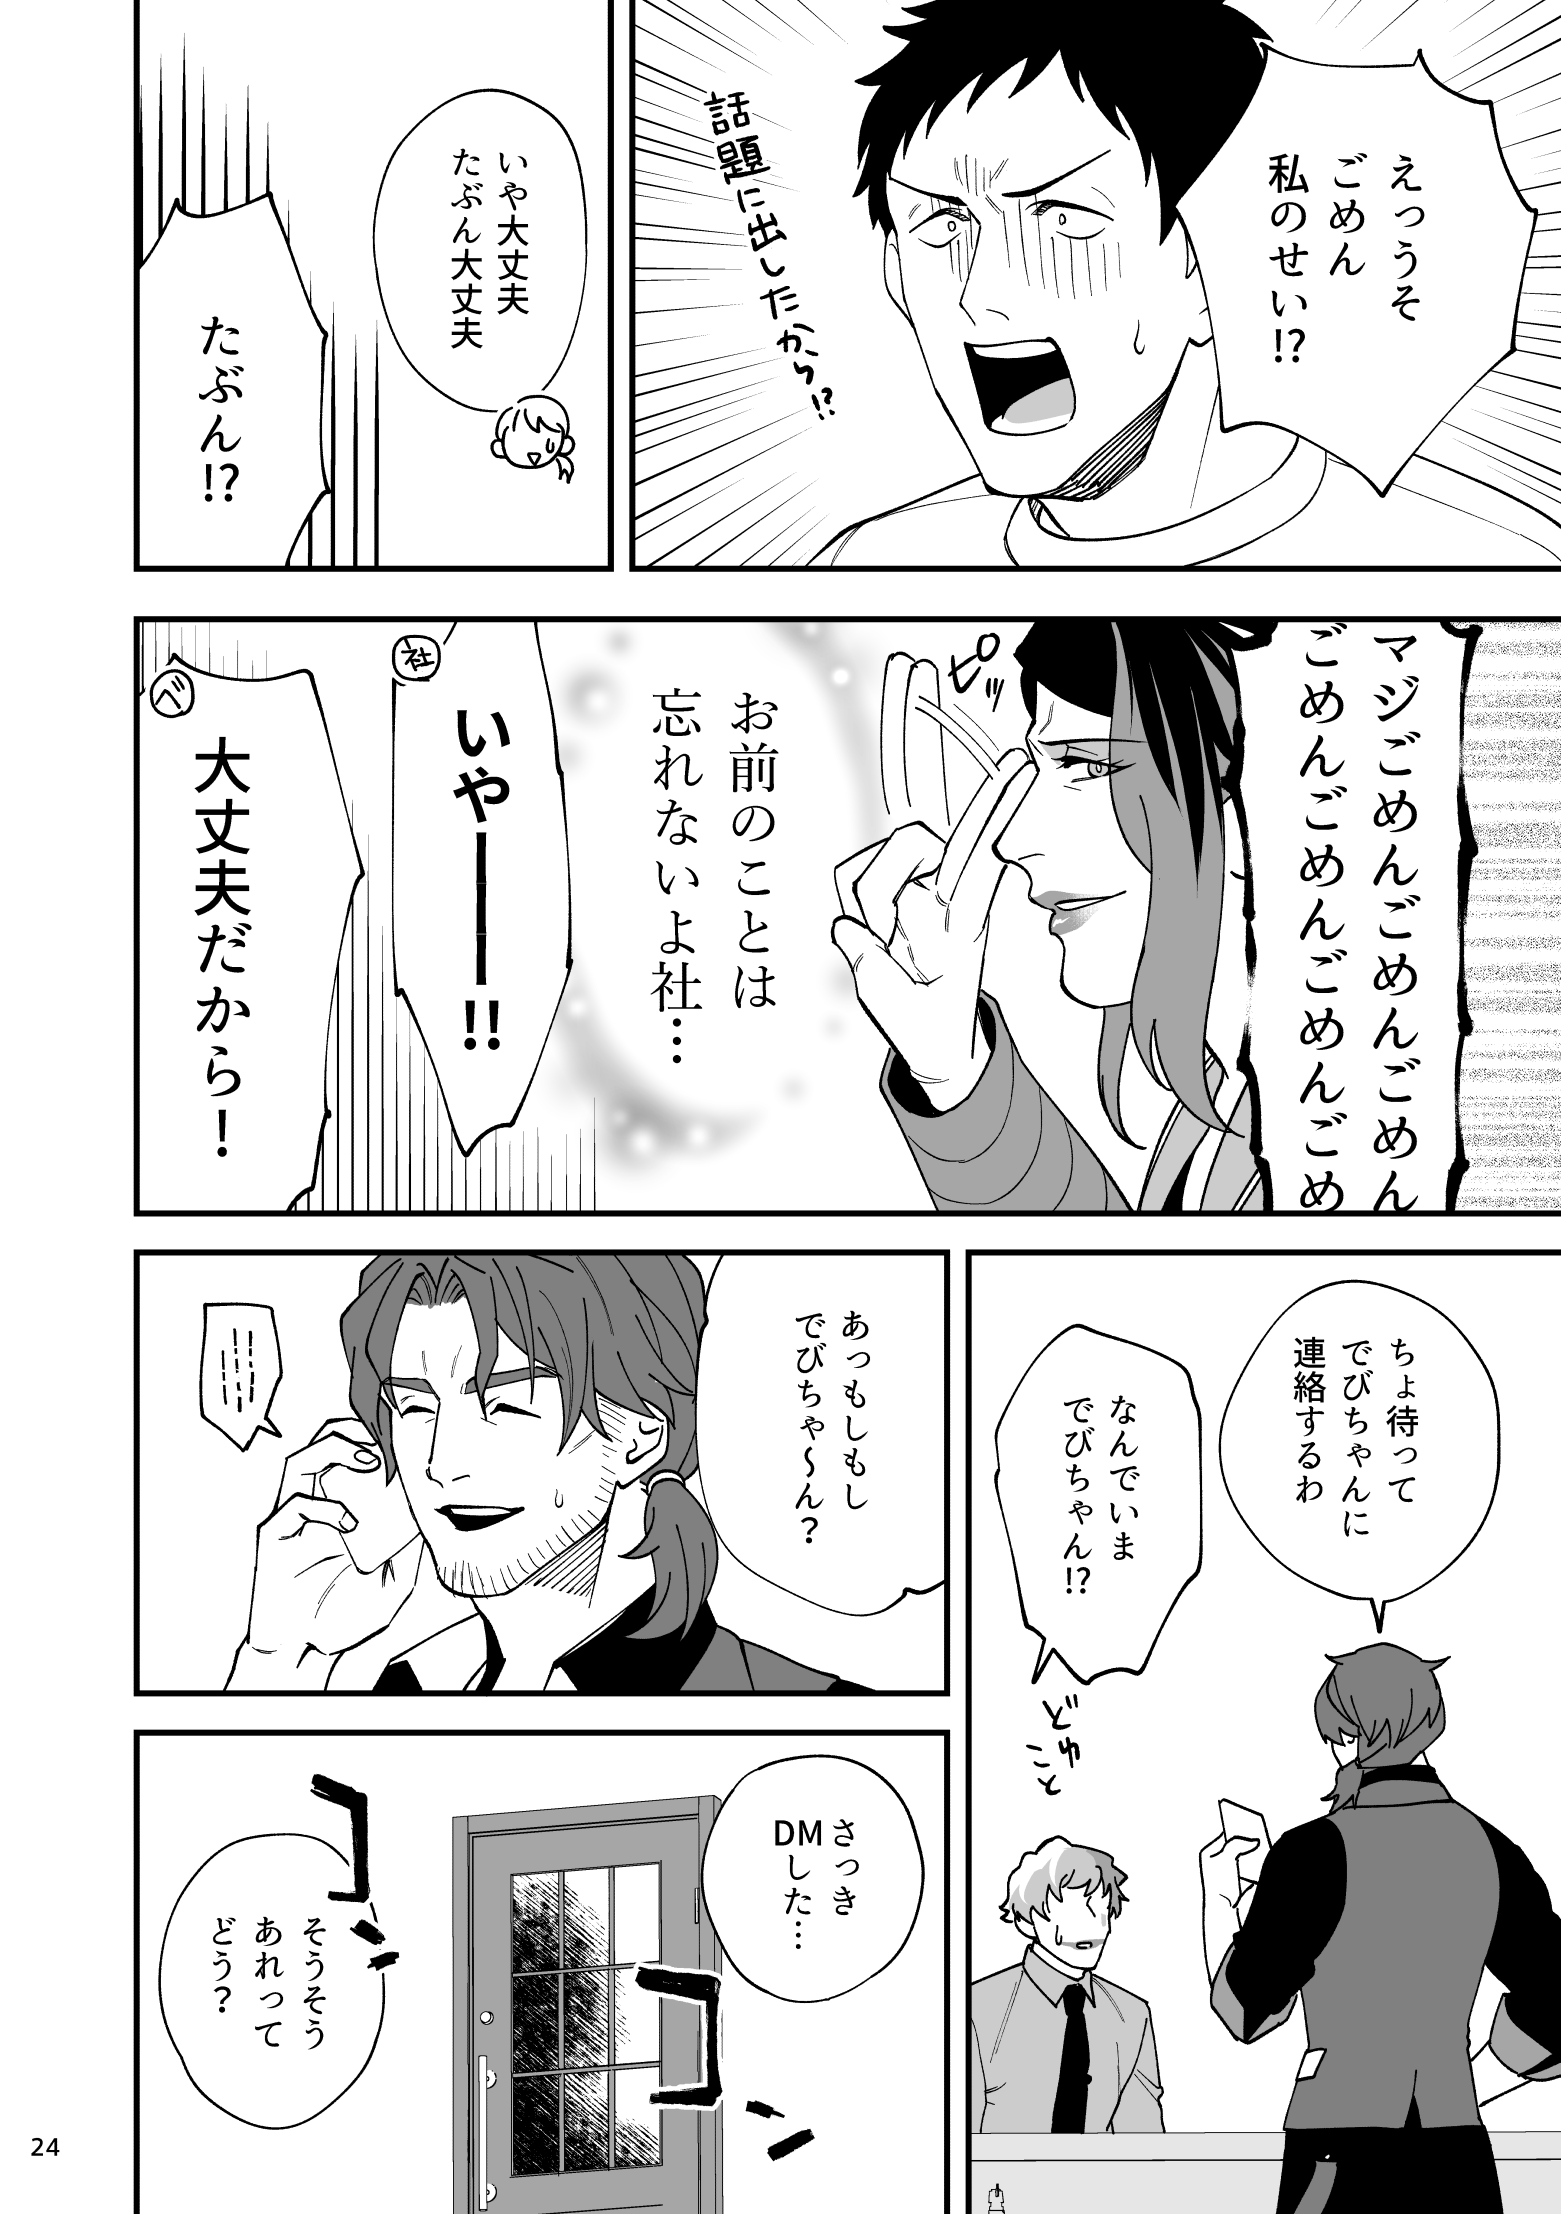 えっうそ
ごめん
私のせい!?
話題に出したから!?
いや大丈夫
たぶん大丈夫
たぶん!?
マジごめんごめんごめん
ごめんごめんごめんごめ
ピッ
お前のことは
忘れないよ社…
社
いやーーー!!
ベ
大丈夫だから!
ちょ待って
でびちゃんに
連絡するわ
なんでいま
でびちゃん!?
どゆ
こと
あっもしもし
でびちゃ～ん?
さっき
DMした…
コン
コン
そうそう
あれって
どう?
24